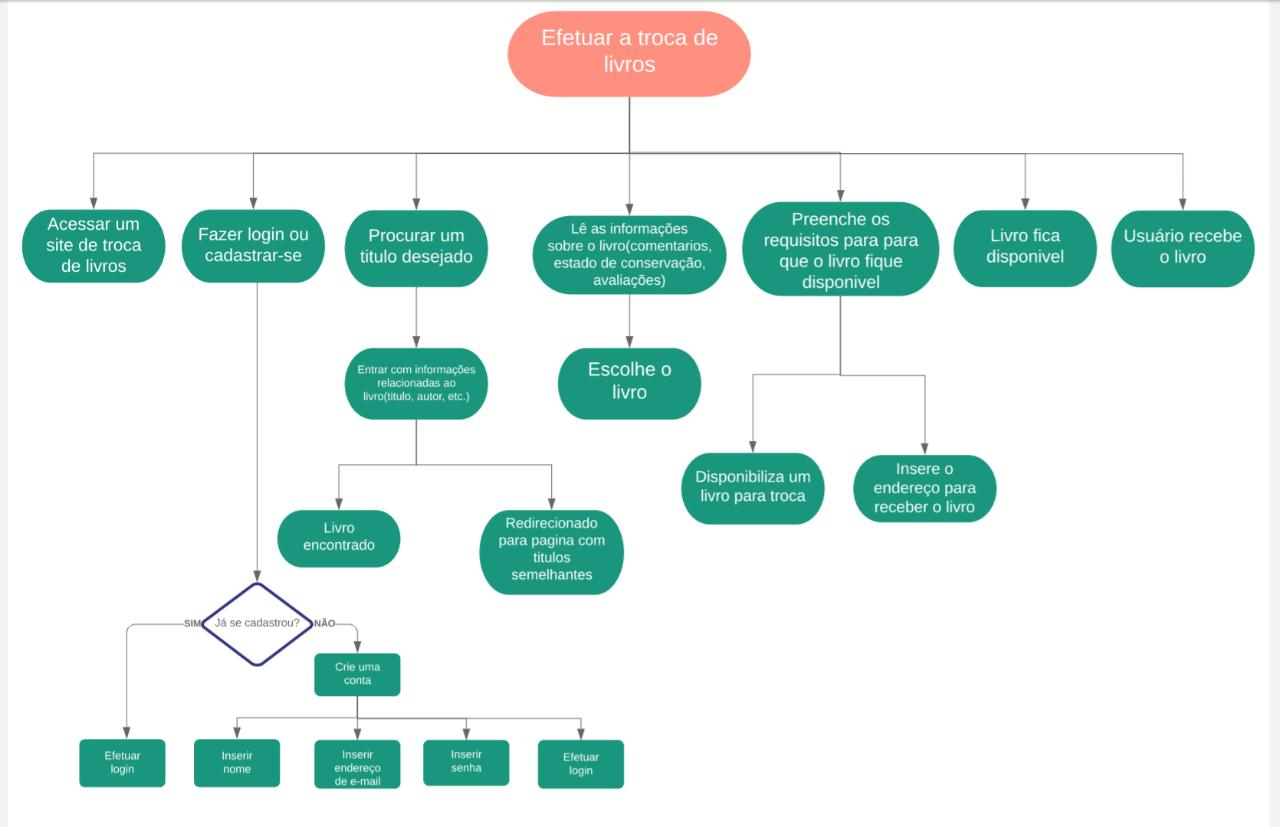 Efetuar a troca de
livros
Acessar um
site de troca
de livros
Fazer login ou
cadastrar-se
Procurar um
titulo desejado
Lê as informações
sobre o livro(comentarios,
estado de conservação,
avaliações)
Preenche os
requisitos para para
que o livro fique
disponivel
Livro fica
disponivel
Usuário recebe
o livro
Entrar com informações
relacionadas ao
livro(titulo, autor, etc.)
Escolhe o
livro
Disponibiliza um
livro para troca
Insere o
endereço para
receber o livro
Livro
encontrado
Redirecionado
para pagina com
titulos
semelhantes
SIM
Já se cadastrou?
NÃO
Crie uma
conta
Efetuar
login
Inserir
nome
Inserir
endereço
de e-mail
Inserir
senha
Efetuar
login